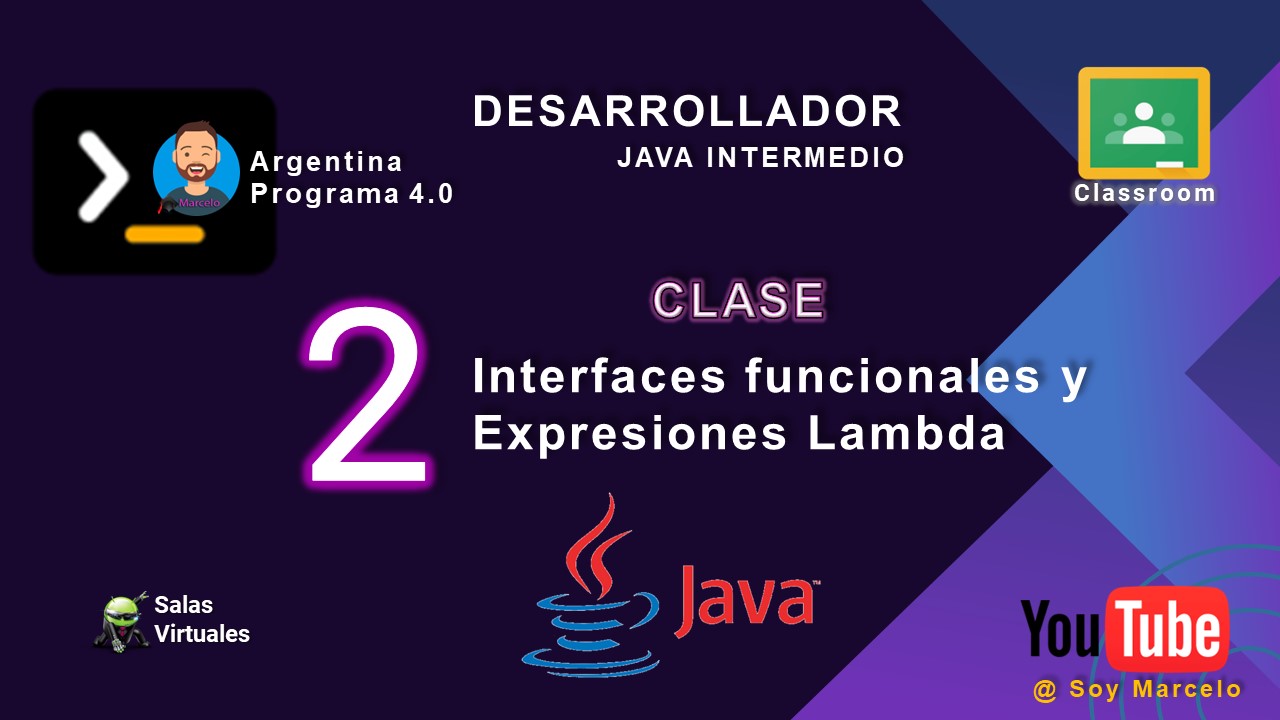 DESARROLLADOR
JAVA INTERMEDIO
Argentina
Programa 4.0
Marcelo
Classroom
CLASE
2
Interfaces funcionales y
Expresiones Lambda
Java™
Salas
Virtuales
YouTube
@ Soy Marcelo